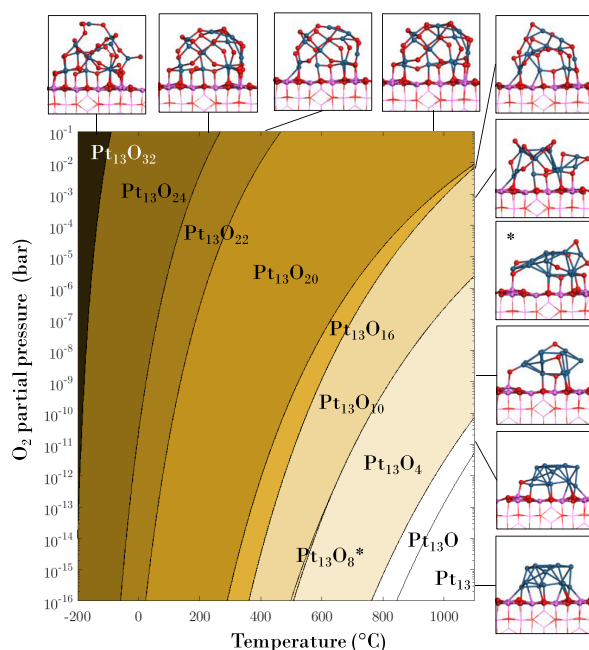 *
Pt13O32
Pt13O24
Pt13O22
Pt13O20
Pt13O16
Pt13O10
Pt13O4
Pt13O8*
Pt13O
Pt13
O2 partial pressure (bar)
10-1
10-2
10-3
10-4
10-5
10-6
10-7
10-8
10-9
10-10
10-11
10-12
10-13
10-14
10-15
10-16
-200 0 200 400 600 800 1000
Temperature (°C)